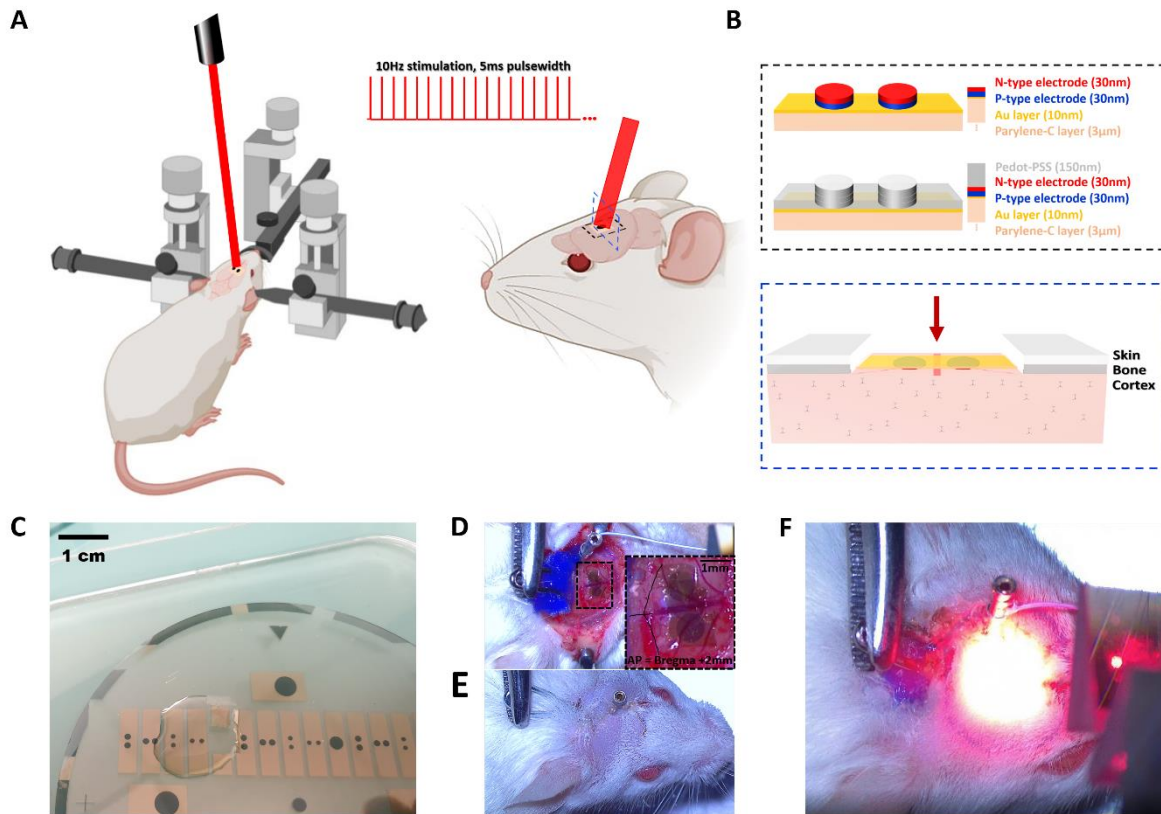 A
10Hz stimulation, 5ms pulsewidth
B
N-type electrode (30nm)
P-type electrode (30nm)
Au layer (10nm)
Parylene-C layer (3μm)
Pedot-PSS (150nm)
N-type electrode (30nm)
P-type electrode (30nm)
Au layer (10nm)
Parylene-C layer (3μm)
Skin
Bone
Cortex
C
1 cm
D
1mm
AP = Bregma +2mm
E
F